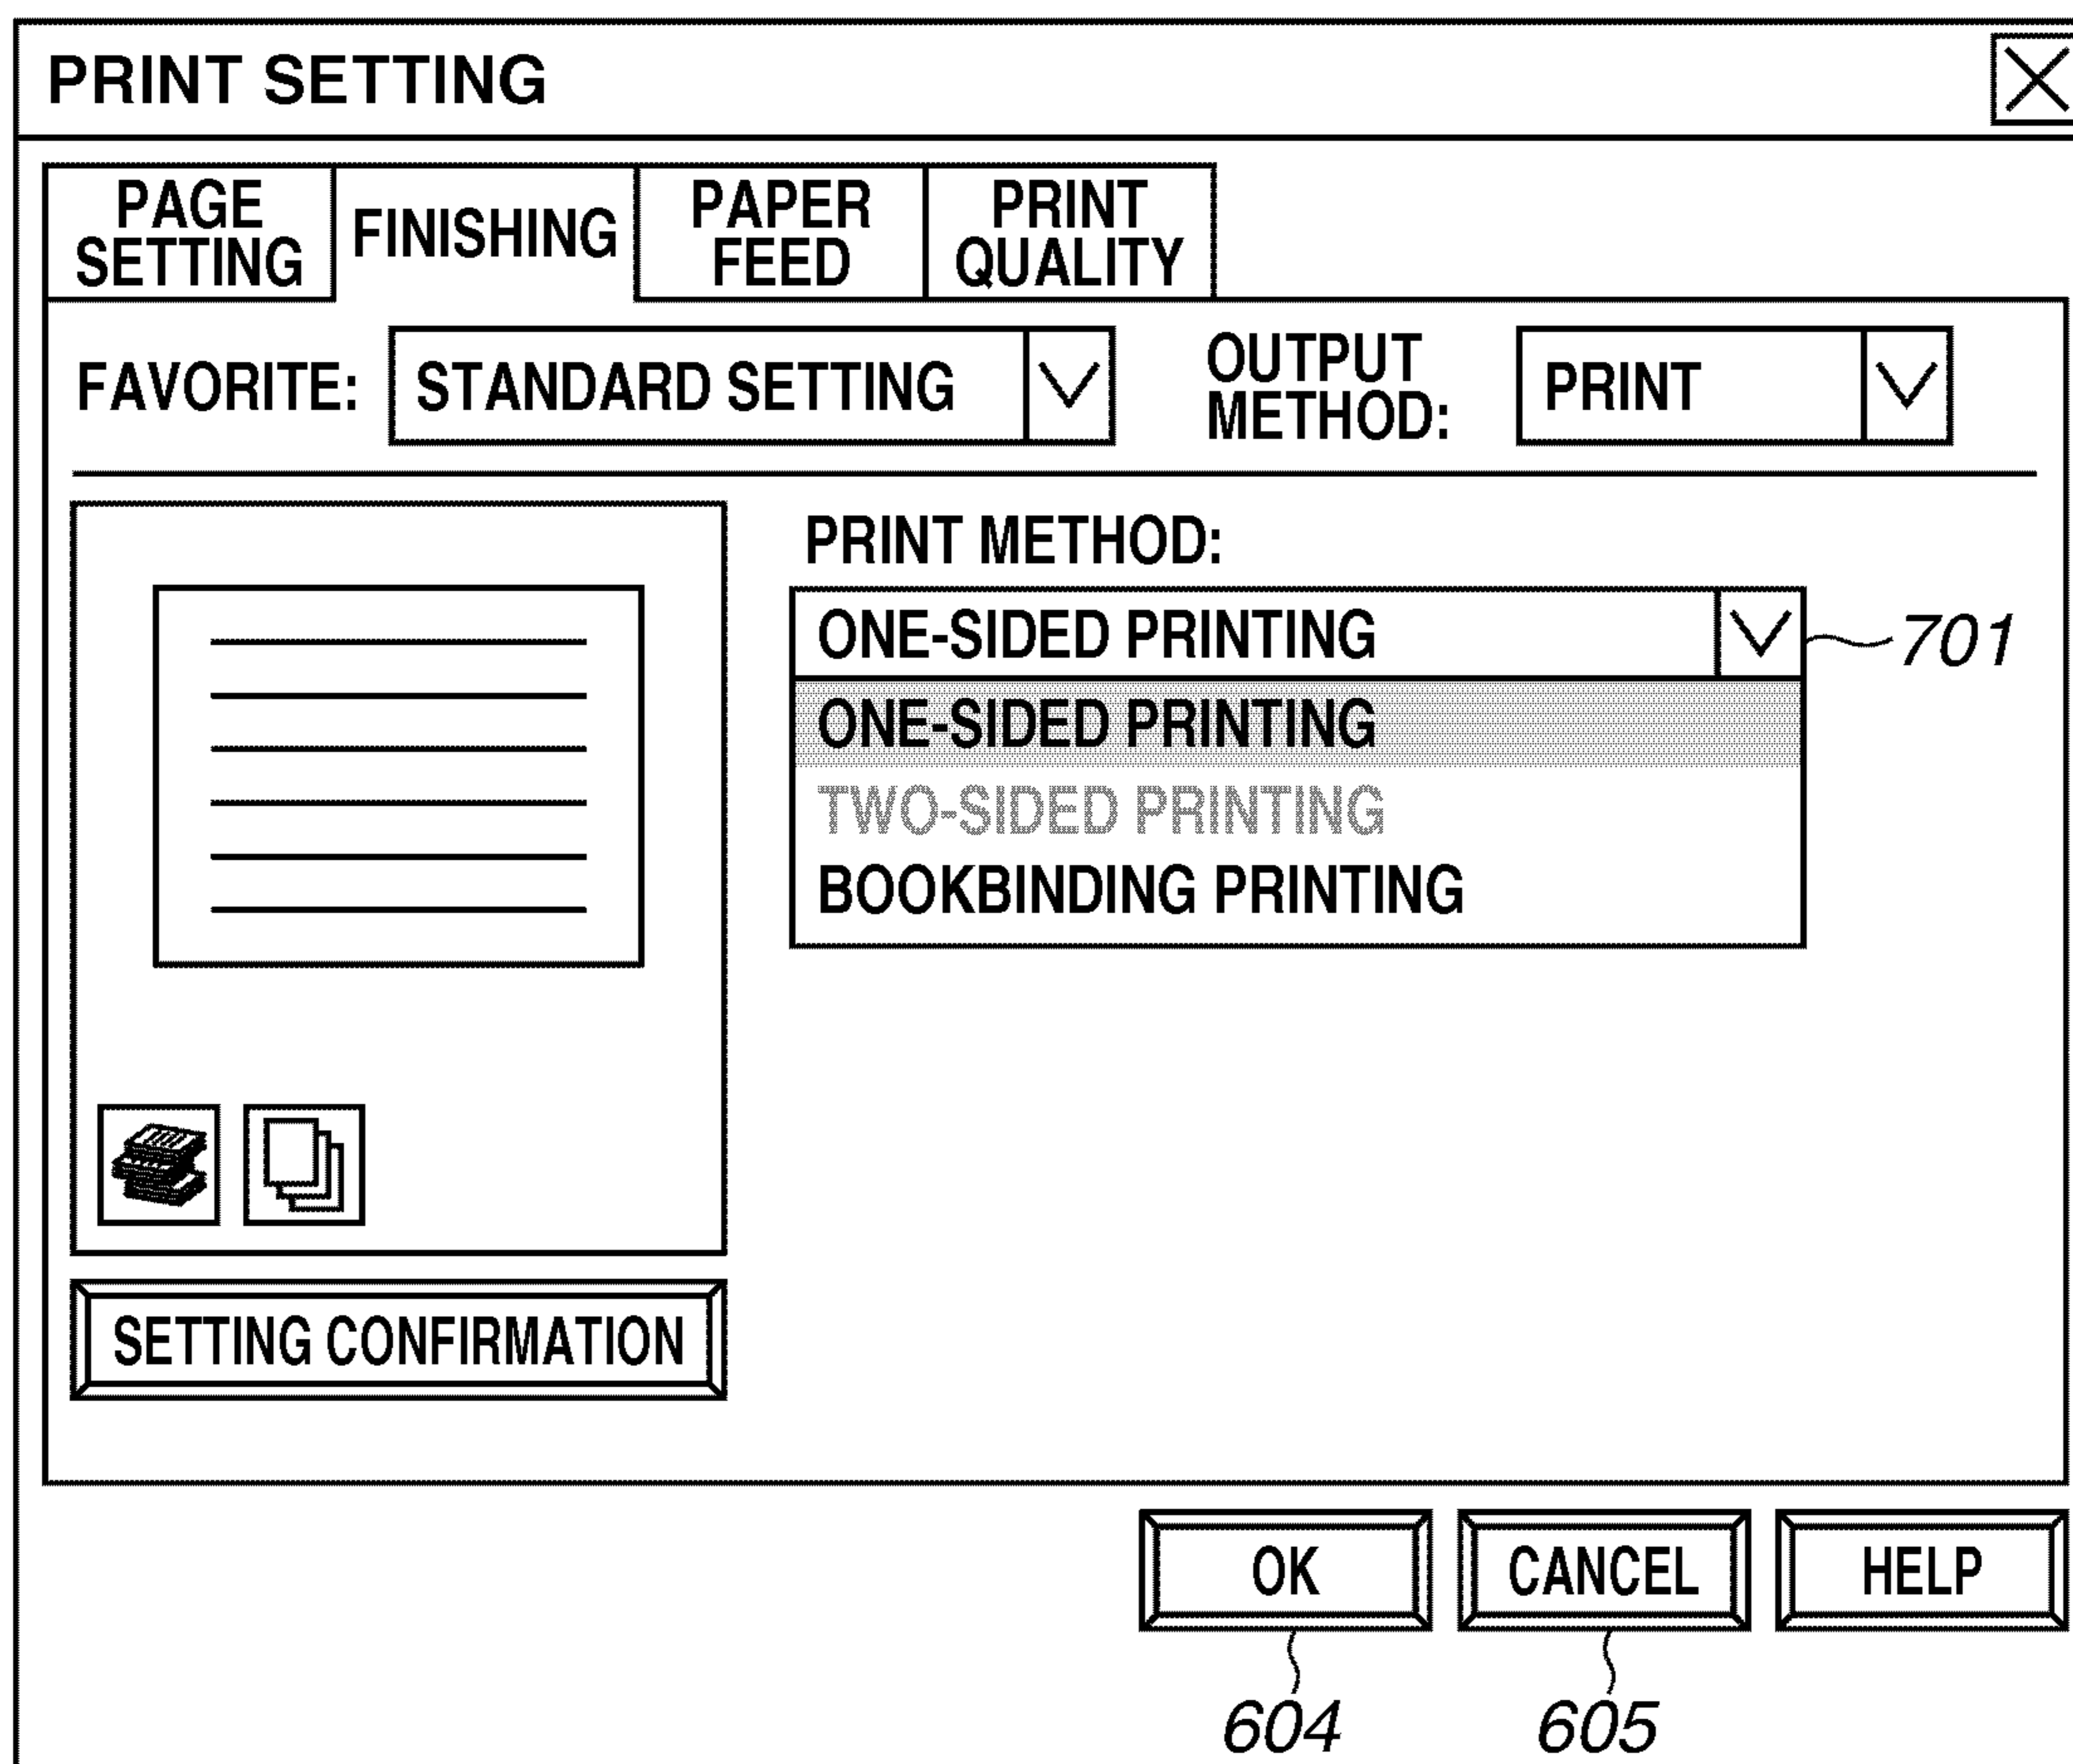 PRINT SETTING
PAGE
SETTING
FINISHING
PAPER
FEED
PRINT
QUALITY
FAVORITE:
STANDARD SETTING
OUTPUT
METHOD:
PRINT
PRINT METHOD:
ONE-SIDED PRINTING
701
ONE-SIDED PRINTING
TWO-SIDED PRINTING
BOOKBINDING PRINTING
SETTING CONFIRMATION
OK
CANCEL
HELP
604
605